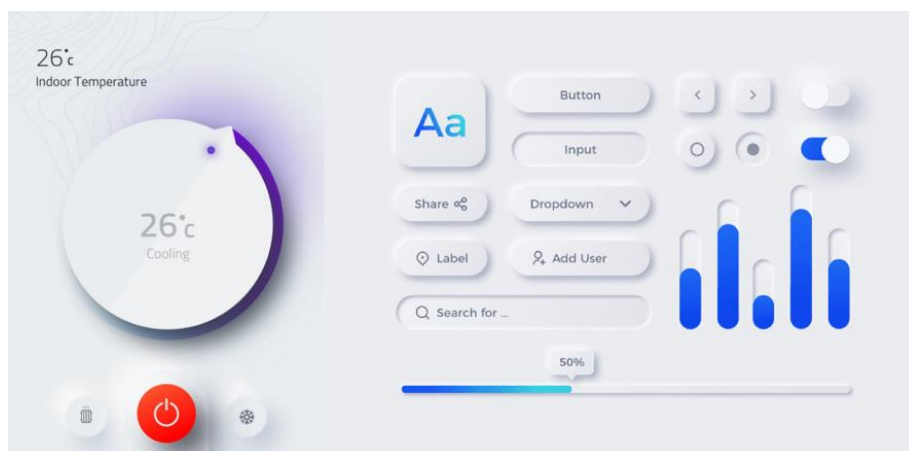 26°c
Indoor Temperature
26°c
Cooling
Aa
Button
Input
Share
Dropdown
Label
Add User
Search for ...
50%